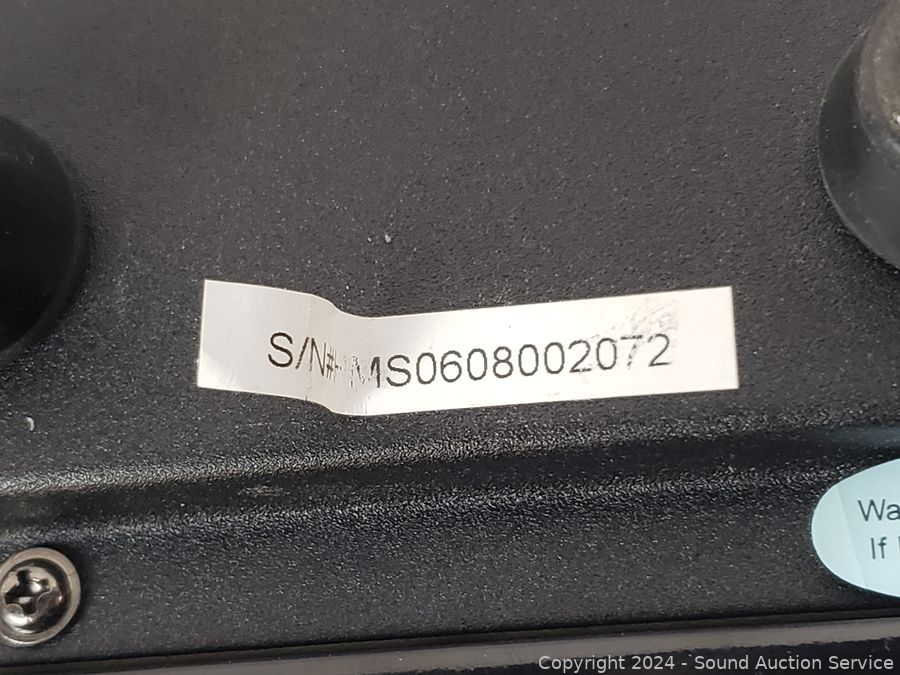 S/N#MS0608002072
Wa
If
Copyright 2024 - Sound Auction Service